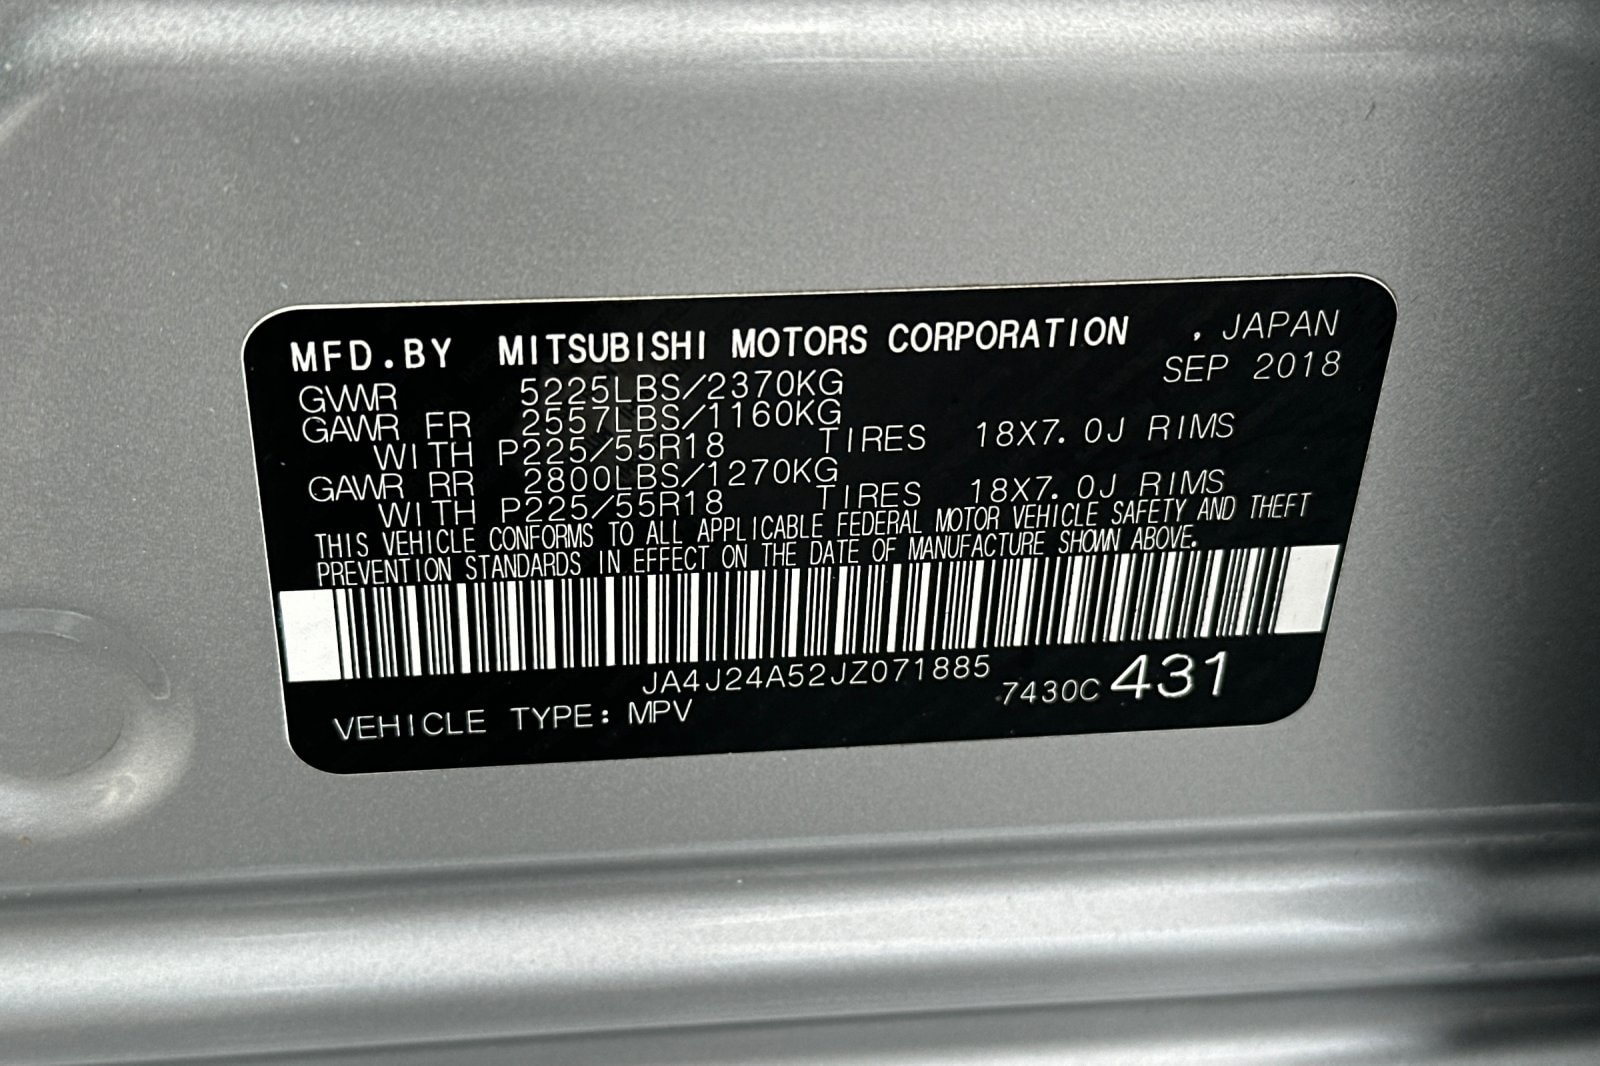 MFD.BY MITSUBISHI MOTORS CORPORATION , JAPAN
SEP 2018
GVWR 5225LBS/2370KG
GAWR FR 2557LBS/1160KG
WITH P225/55R18 TIRES 18X7.0J RIMS
GAWR RR 2800LBS/1270KG
WITH P225/55R18 TIRES 18X7.0J RIMS
THIS VEHICLE CONFORMS TO ALL APPLICABLE FEDERAL MOTOR VEHICLE SAFETY AND THEFT
PREVENTION STANDARDS IN EFFECT ON THE DATE OF MANUFACTURE SHOWN ABOVE.
JA4J24A52JZ071885
7430C 431
VEHICLE TYPE: MPV